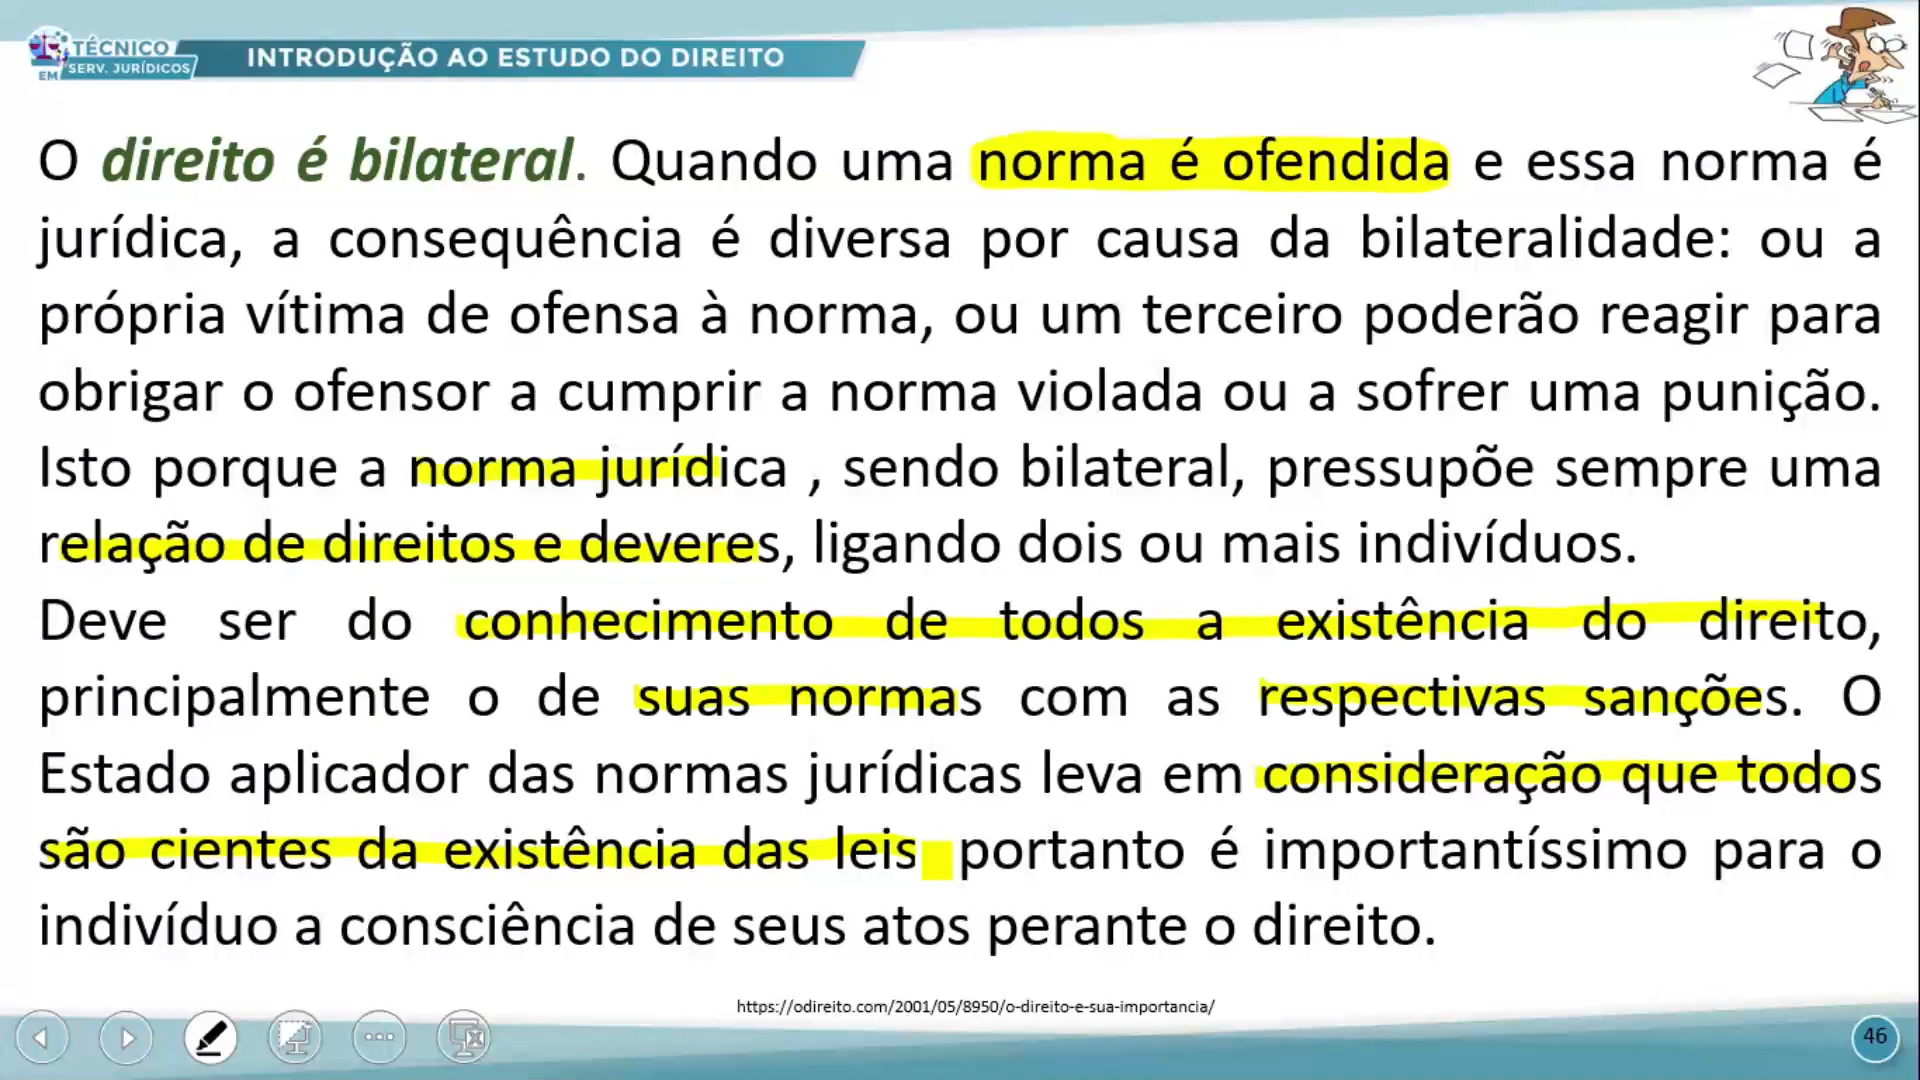 TÉCNICO
EM SERV. JURÍDICOS
INTRODUÇÃO AO ESTUDO DO DIREITO
O direito é bilateral. Quando uma norma é ofendida e essa norma é
jurídica, a consequência é diversa por causa da bilateralidade: ou a
própria vítima de ofensa à norma, ou um terceiro poderão reagir para
obrigar o ofensor a cumprir a norma violada ou a sofrer uma punição.
Isto porque a norma jurídica , sendo bilateral, pressupõe sempre uma
relação de direitos e deveres, ligando dois ou mais indivíduos.
Deve ser do conhecimento de todos a existência do direito,
principalmente o de suas normas com as respectivas sanções. O
Estado aplicador das normas jurídicas leva em consideração que todos
são cientes da existência das leis portanto é importantíssimo para o
indivíduo a consciência de seus atos perante o direito.
https://odireito.com/2001/05/8950/o-direito-e-sua-importancia/
46